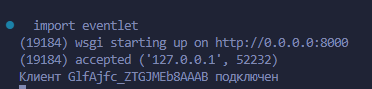 import eventlet
(19184) wsgi starting up on http://0.0.0.0:8000
(19184) accepted ('127.0.0.1', 52232)
Клиент GlfAjfc_ZTGJMEb8AAAB подключен